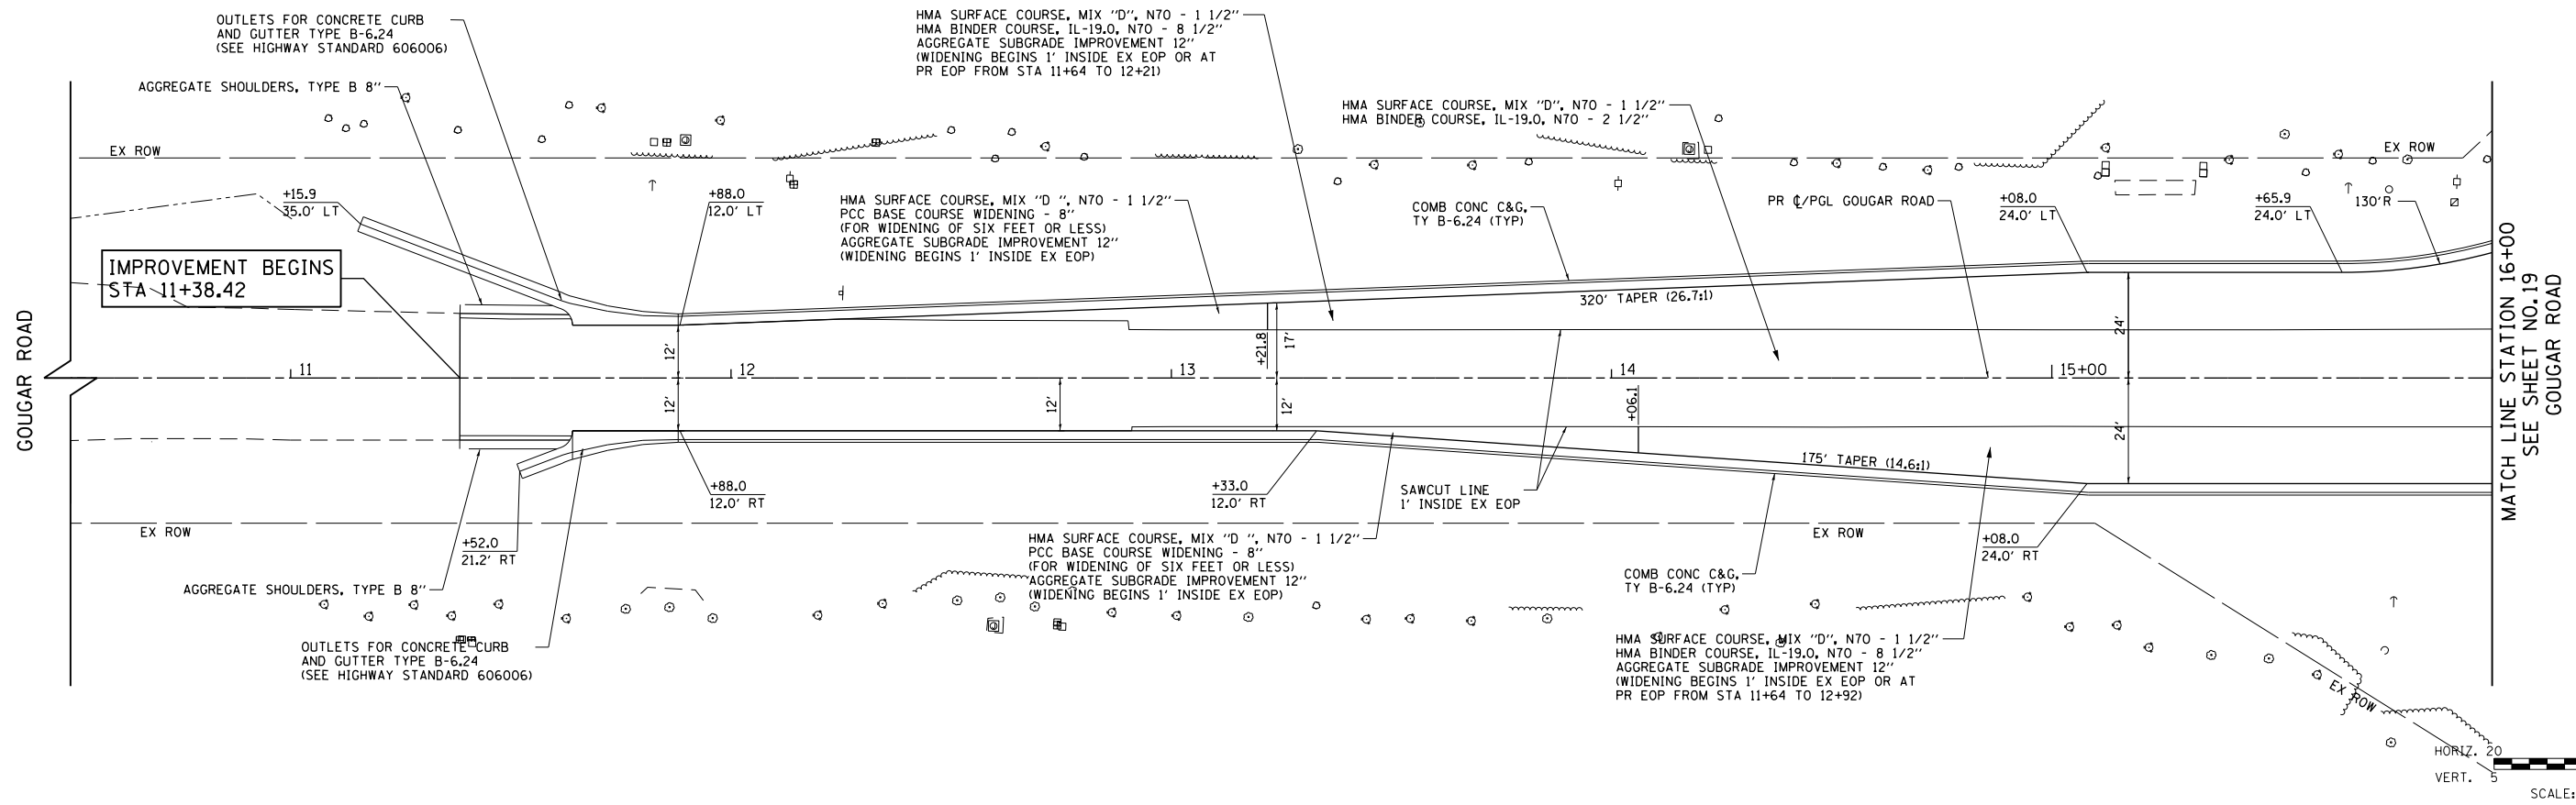 OUTLETS FOR CONCRETE CURB
AND GUTTER TYPE B-6.24
(SEE HIGHWAY STANDARD 606006)
AGGREGATE SHOULDERS, TYPE B 8"
HMA SURFACE COURSE, MIX "D", N70 - 1 1/2"
HMA BINDER COURSE, IL-19.0, N70 - 8 1/2"
AGGREGATE SUBGRADE IMPROVEMENT 12"
(WIDENING BEGINS 1' INSIDE EX EOP OR AT
PR EOP FROM STA 11+64 TO 12+21)
HMA SURFACE COURSE, MIX "D", N70 - 1 1/2"
HMA BINDER COURSE, IL-19.0, N70 - 2 1/2"
EX ROW
EX ROW
+15.9
35.0' LT
+88.0
12.0' LT
HMA SURFACE COURSE, MIX "D ", N70 - 1 1/2"
PCC BASE COURSE WIDENING - 8"
(FOR WIDENING OF SIX FEET OR LESS)
AGGREGATE SUBGRADE IMPROVEMENT 12"
(WIDENING BEGINS 1' INSIDE EX EOP)
COMB CONC C&G,
TY B-6.24 (TYP)
PR ℄/PGL GOUGAR ROAD
+08.0
24.0' LT
+65.9
24.0' LT
130'R
IMPROVEMENT BEGINS
STA 11+38.42
320' TAPER (26.7:1)
GOUGAR ROAD
12'
+21.8
17'
24'
11
12
13
14
15+00
12'
12'
12'
+06.1
24'
MATCH LINE STATION 16+00
SEE SHEET NO.19
GOUGAR ROAD
175' TAPER (14.6:1)
+88.0
12.0' RT
+33.0
12.0' RT
SAWCUT LINE
1' INSIDE EX EOP
EX ROW
+52.0
21.2' RT
EX ROW
+08.0
24.0' RT
HMA SURFACE COURSE, MIX "D ", N70 - 1 1/2"
PCC BASE COURSE WIDENING - 8"
(FOR WIDENING OF SIX FEET OR LESS)
AGGREGATE SUBGRADE IMPROVEMENT 12"
(WIDENING BEGINS 1' INSIDE EX EOP)
AGGREGATE SHOULDERS, TYPE B 8"
COMB CONC C&G,
TY B-6.24 (TYP)
OUTLETS FOR CONCRETE CURB
AND GUTTER TYPE B-6.24
(SEE HIGHWAY STANDARD 606006)
HMA SURFACE COURSE, MIX "D", N70 - 1 1/2"
HMA BINDER COURSE, IL-19.0, N70 - 8 1/2"
AGGREGATE SUBGRADE IMPROVEMENT 12"
(WIDENING BEGINS 1' INSIDE EX EOP OR AT
PR EOP FROM STA 11+64 TO 12+92)
EX ROW
HORIZ. 20
VERT. 5
SCALE: